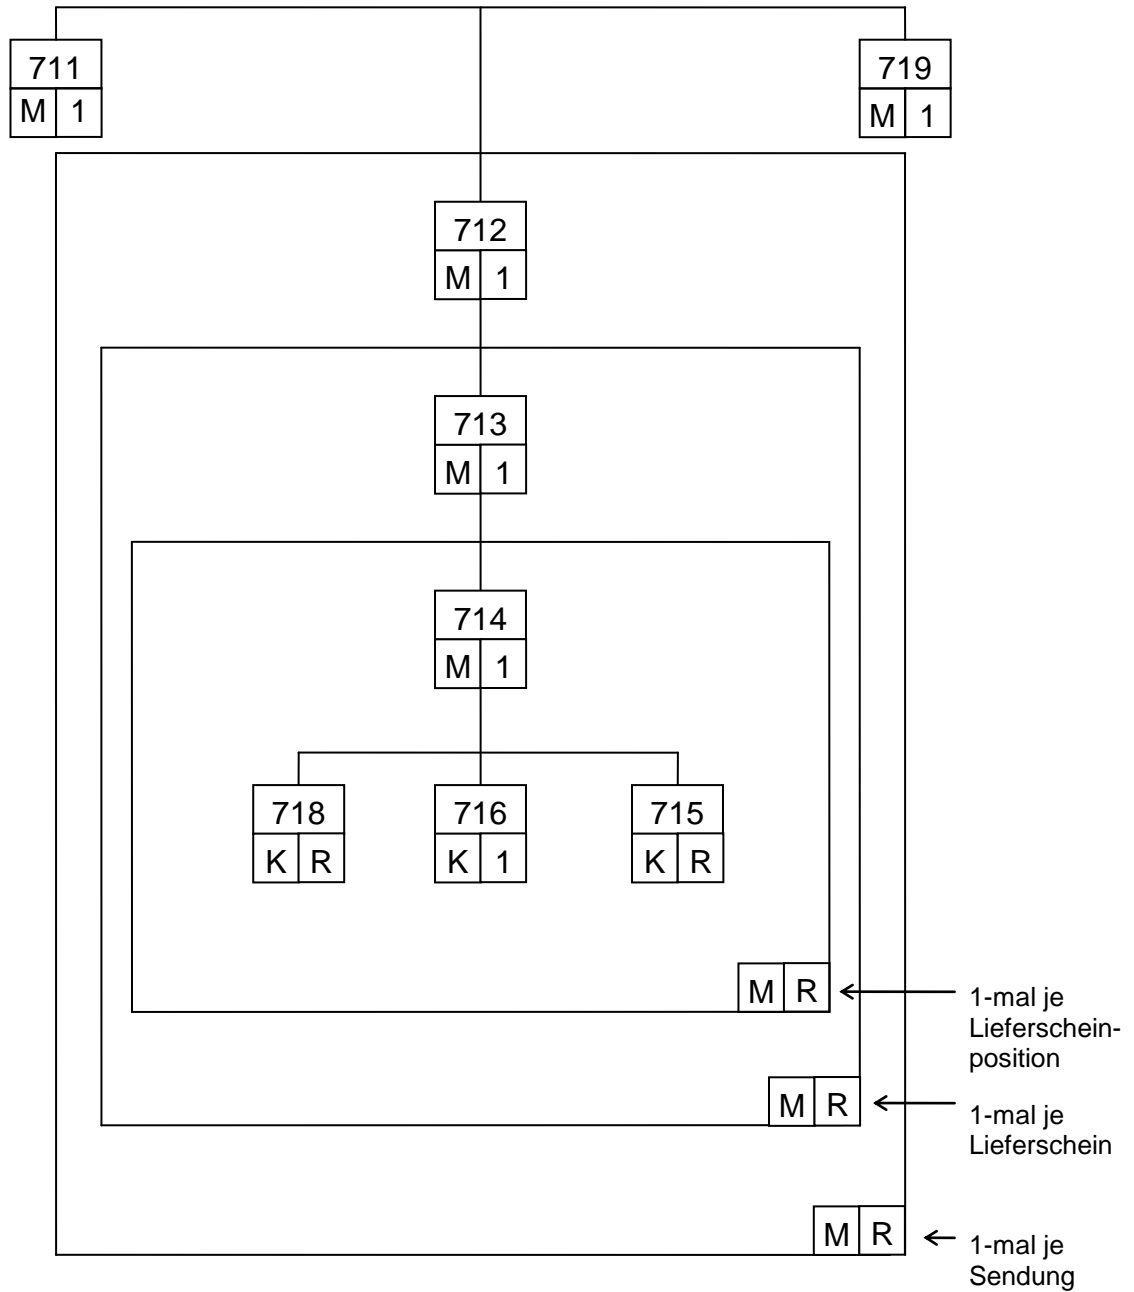 711
M 1
719
M 1
712
M 1
713
M 1
714
M 1
718
K R
716
K 1
715
K R
M R
1-mal je
Lieferschein-
position
M R
1-mal je
Lieferschein
M R
1-mal je
Sendung